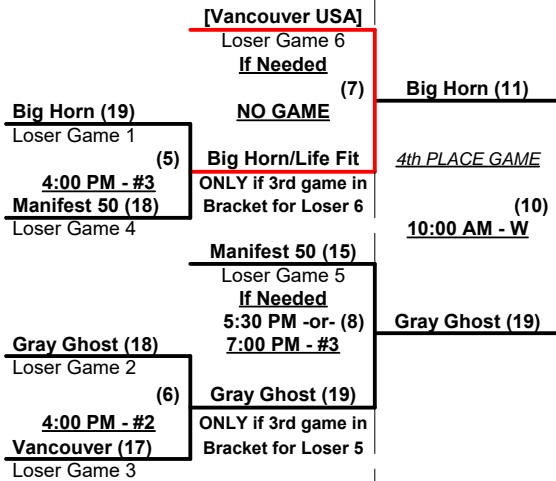 [Vancouver USA]
Loser Game 6
If Needed
(7)
NO GAME
Big Horn (11)
Big Horn (19)
Loser Game 1
(5)
4:00 PM - #3
Manifest 50 (18)
Loser Game 4
Big Horn/Life Fit
ONLY if 3rd game in
Bracket for Loser 6
4th PLACE GAME
(10)
10:00 AM - W
Manifest 50 (15)
Loser Game 5
If Needed
5:30 PM -or- (8)
7:00 PM - #3
Gray Ghost (19)
Gray Ghost (18)
Loser Game 2
(6)
4:00 PM - #2
Vancouver (17)
Loser Game 3
Gray Ghost (19)
ONLY if 3rd game in
Bracket for Loser 5